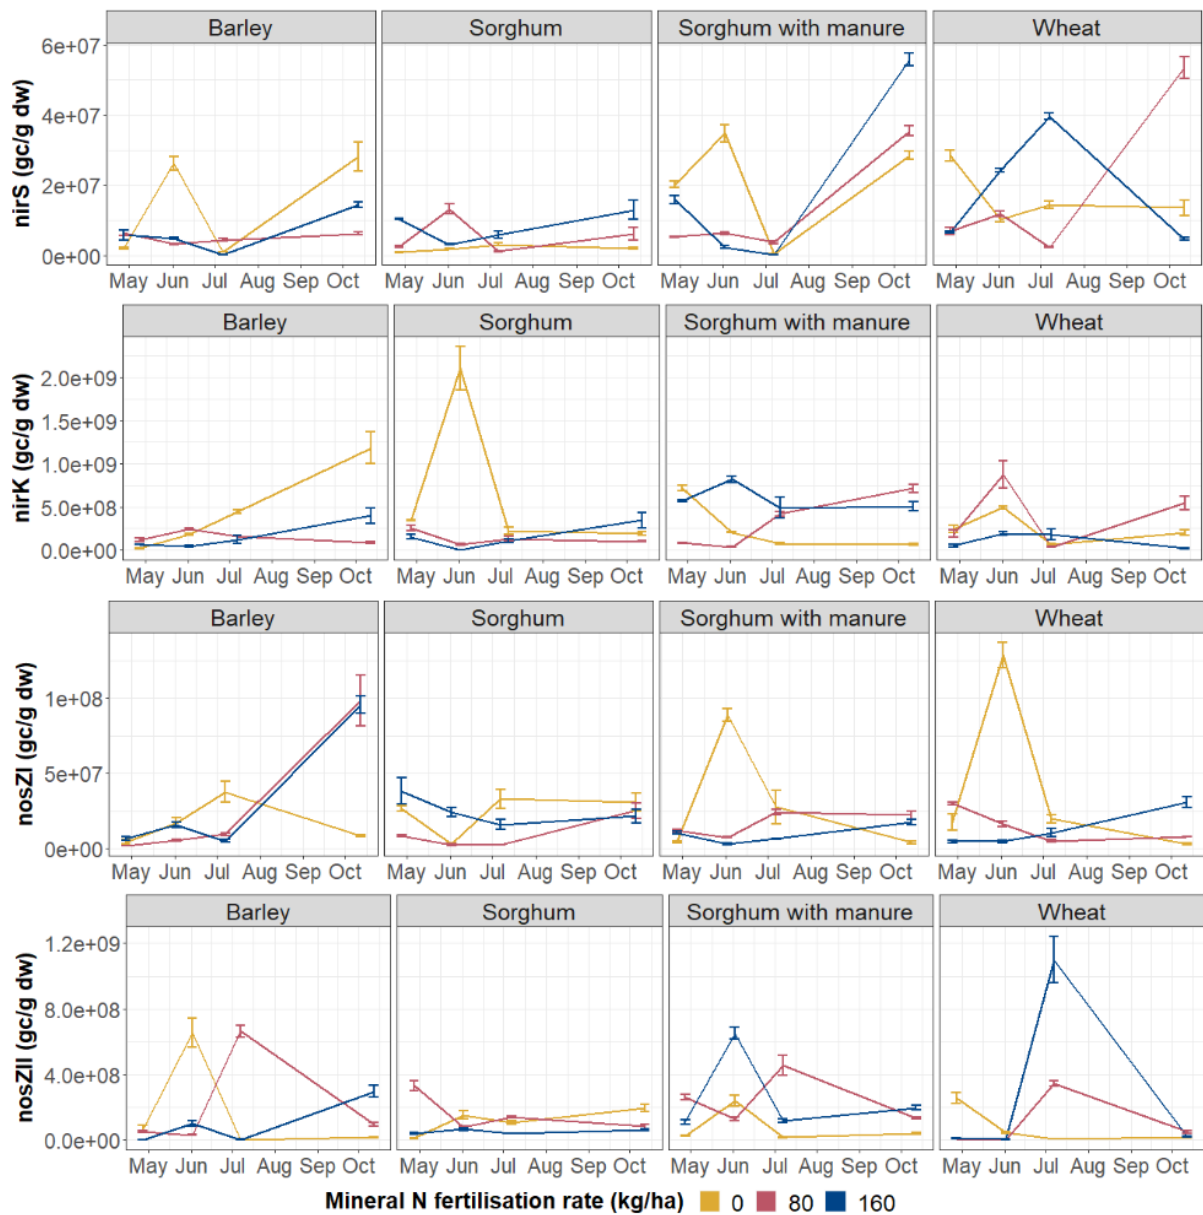 Barley Sorghum Sorghum with manure Wheat
nirS (gc/g dw)
6e+07
4e+07
2e+07
0e+00
May Jun Jul Aug Sep Oct May Jun Jul Aug Sep Oct May Jun Jul Aug Sep Oct May Jun Jul Aug Sep Oct
Barley Sorghum Sorghum with manure Wheat
nirK (gc/g dw)
2.0e+09
1.5e+09
1.0e+09
5.0e+08
0.0e+00
May Jun Jul Aug Sep Oct May Jun Jul Aug Sep Oct May Jun Jul Aug Sep Oct May Jun Jul Aug Sep Oct
Barley Sorghum Sorghum with manure Wheat
nosZI (gc/g dw)
1e+08
5e+07
0e+00
May Jun Jul Aug Sep Oct May Jun Jul Aug Sep Oct May Jun Jul Aug Sep Oct May Jun Jul Aug Sep Oct
Barley Sorghum Sorghum with manure Wheat
nosZII (gc/g dw)
1.2e+09
8.0e+08
4.0e+08
0.0e+00
May Jun Jul Aug Sep Oct May Jun Jul Aug Sep Oct May Jun Jul Aug Sep Oct May Jun Jul Aug Sep Oct
Mineral N fertilisation rate (kg/ha) 0 80 160